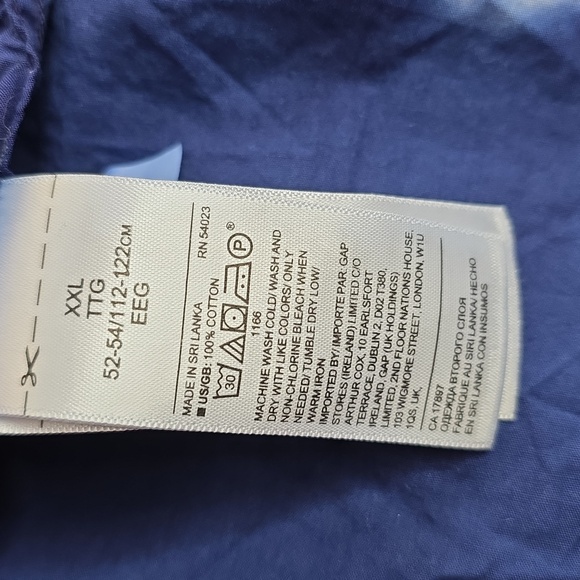 XXL
TTG
52-54/112-122CM
EEG
MADE IN SRI LANKA RN 54023
■ US/GB: 100% COTTON
30 P ®
1166
MACHINE WASH COLD/ WASH AND
DRY WITH LIKE COLORS/ ONLY
NON-CHLORINE BLEACH WHEN
NEEDED/ TUMBLE DRY LOW/
WARM IRON
IMPORTED BY/ IMPORTE PAR: GAP
STORES (IRELAND) LIMITED C/O
ARTHUR COX, 10 EARLSFORT
TERRACE, DUBLIN 2, D02 T380,
IRELAND, GAP (UK HOLDINGS)
LIMITED, 2ND FLOOR NATIONS HOUSE,
103 WIGMORE STREET, LONDON, W1U
1QS, UK,
CA 17897
ОДЕЖДА ВТОРОГО СЛОЯ
FABRIQUE AU SIRI LANKA/ HECHO
EN SRI LANKA CON INSUMOS